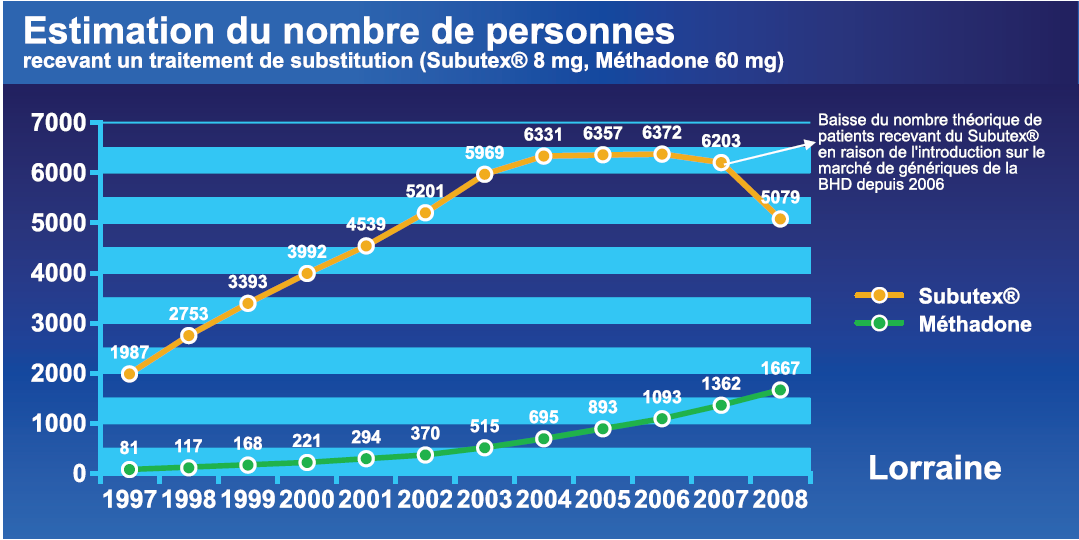 Estimation du nombre de personnes
recevant un traitement de substitution (Subutex® 8 mg, Méthadone 60 mg)
7000
6000
5000
4000
3000
2000
1000
0
1987
2753
3393
3992
4539
5201
5969
6331
6357
6372
6203
5079
Baisse du nombre théorique de
patients recevant du Subutex®
en raison de l'introduction sur le
marché de génériques de la
BHD depuis 2006
81
117
168
221
294
370
515
695
893
1093
1362
1667
Subutex®
Méthadone
1997 1998 1999 2000 2001 2002 2003 2004 2005 2006 2007 2008
Lorraine